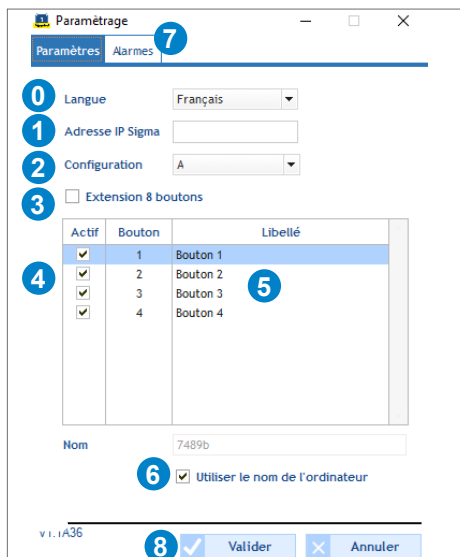 Paramètrage
Paramètres Alarmes 7
0 Langue Français
1 Adresse IP Sigma
2 Configuration A
3 Extension 8 boutons
Actif Bouton Libellé
1 Bouton 1
4 2 Bouton 2 5
3 Bouton 3
4 Bouton 4
Nom 7489b
6 Utiliser le nom de l'ordinateur
V1.1A36
8 Valider Annuler